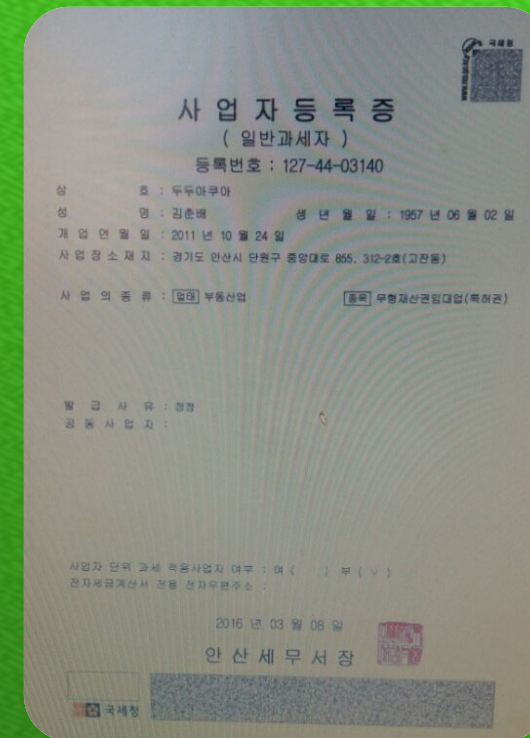 국세청
사업자등록증
( 일반과세자 )
등록번호 : 127-44-03140
상 호 : 두두아쿠아
성 명 : 김춘배 생 년 월 일 : 1957 년 06 월 02 일
개 업 연 월 일 : 2011 년 10 월 24 일
사 업 장 소 재 지 : 경기도 안산시 단원구 중앙대로 855, 312-2호(고잔동)
사 업 의 종 류 : 업태 부동산업 종목 무형재산권임대업(특허권)
발 급 사 유 : 정정
공 동 사 업 자 :
사업자 단위 과세 적용사업자 여부 : 여 ( ) 부 ( v )
전자세금계산서 전용 전자우편주소 :
2016 년 03 월 08 일
안 산 세 무 서 장
국세청